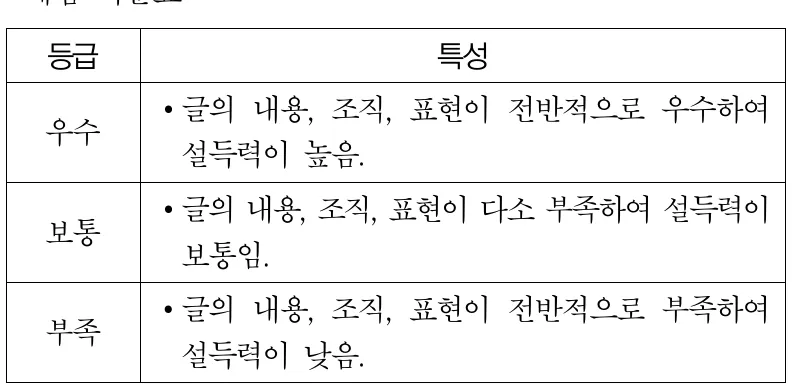 등급 특성
우수
• 글의 내용, 조직, 표현이 전반적으로 우수하여
설득력이 높음.
보통
• 글의 내용, 조직, 표현이 다소 부족하여 설득력이
보통임.
부족
• 글의 내용, 조직, 표현이 전반적으로 부족하여
설득력이 낮음.